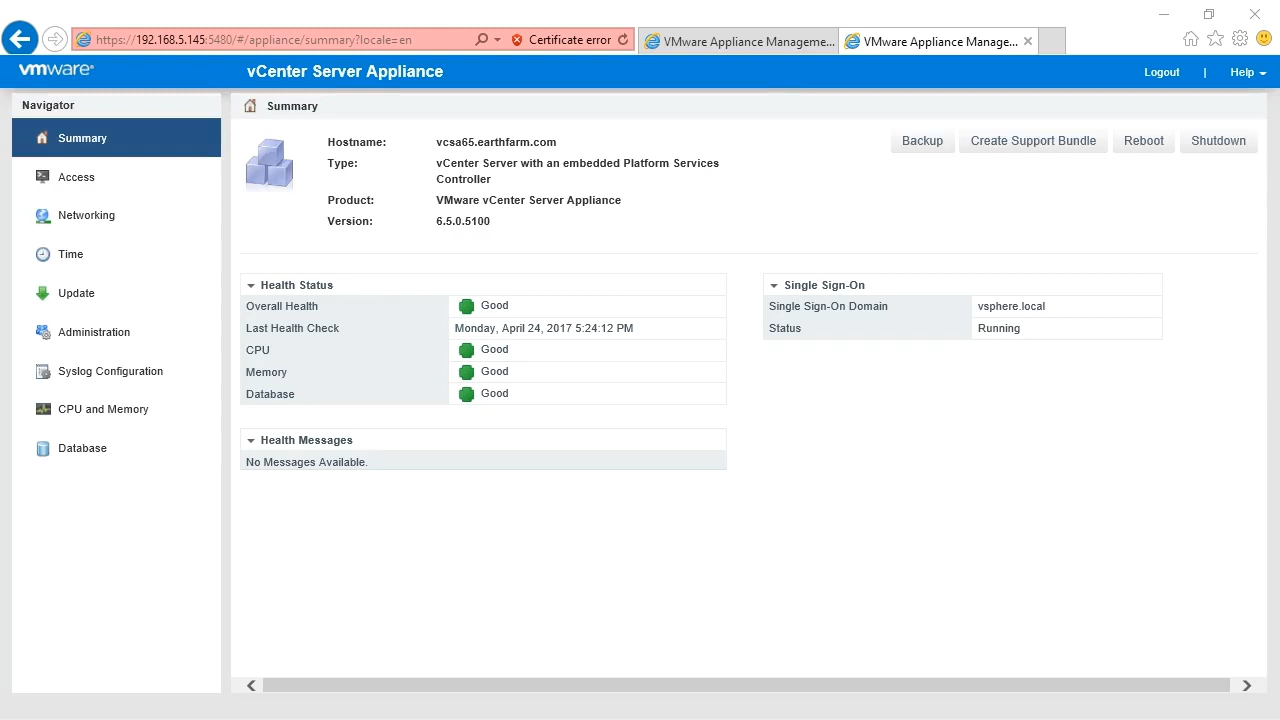 https://192.168.5.145:5480/#/appliance/summary?locale=en
Certificate error
VMware Appliance Manageme...
VMware Appliance Manage...
vmware®
vCenter Server Appliance
Logout | Help
Navigator
Summary
Access
Networking
Time
Update
Administration
Syslog Configuration
CPU and Memory
Database
Summary
Hostname: vcsa65.earthfarm.com
Type: vCenter Server with an embedded Platform Services
Controller
Product: VMware vCenter Server Appliance
Version: 6.5.0.5100
Backup
Create Support Bundle
Reboot
Shutdown
Health Status
Overall Health Good
Last Health Check Monday, April 24, 2017 5:24:12 PM
CPU Good
Memory Good
Database Good
Health Messages
No Messages Available.
Single Sign-On
Single Sign-On Domain vsphere.local
Status Running